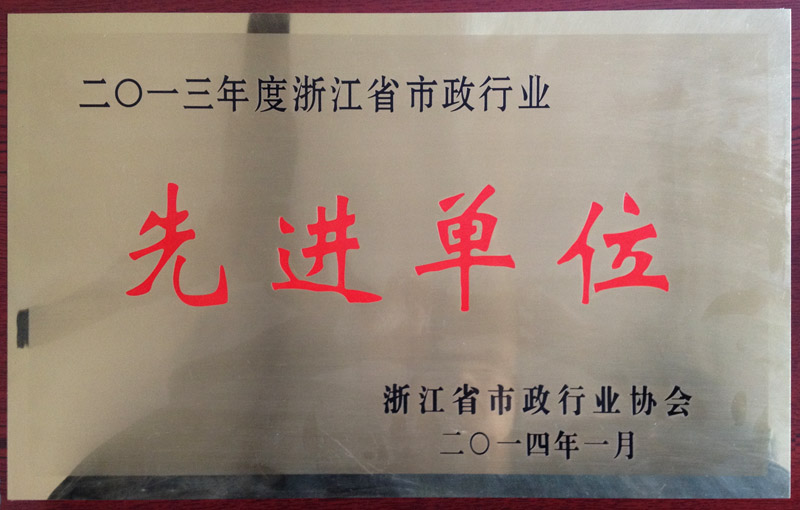 二〇一三年度浙江省市政行业
先进单位
浙江省市政行业协会
二〇一四年一月